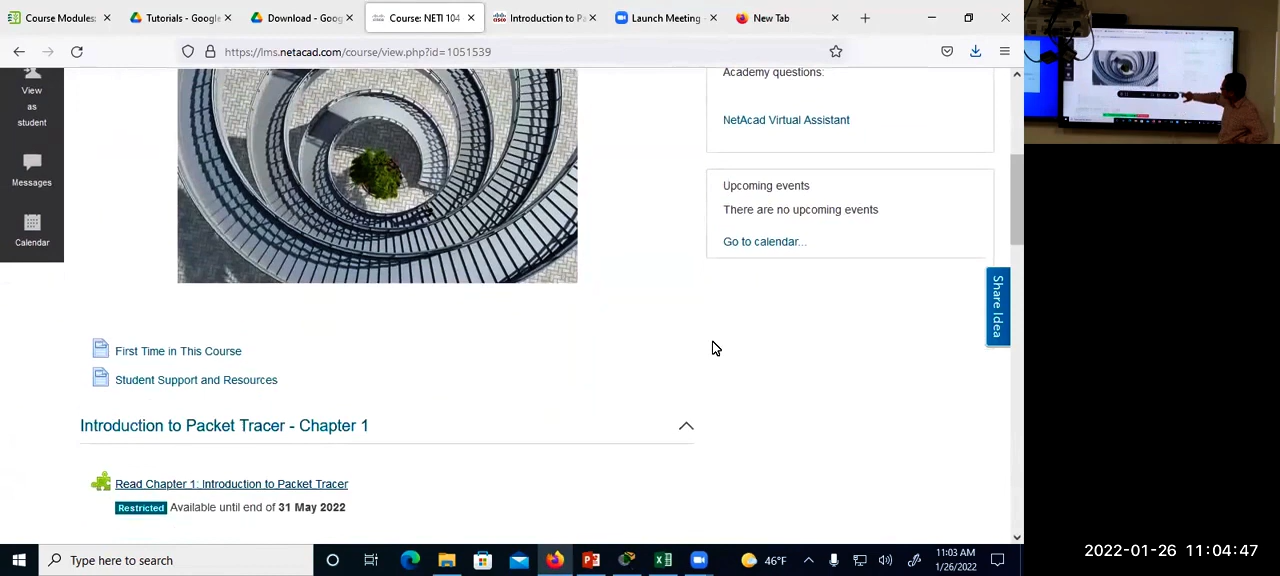 Course Modules:
Tutorials - Google
Download - Goog
Course: NETI 104
Introduction to Pa
Launch Meeting -
New Tab
https://lms.netacad.com/course/view.php?id=1051539
View
as
student
Messages
Calendar
Academy questions:
NetAcad Virtual Assistant
Upcoming events
There are no upcoming events
Go to calendar...
Share Idea
First Time in This Course
Student Support and Resources
Introduction to Packet Tracer - Chapter 1
Read Chapter 1: Introduction to Packet Tracer
Restricted Available until end of 31 May 2022
Type here to search
46°F
11:03 AM
1/26/2022
2022-01-26 11:04:47